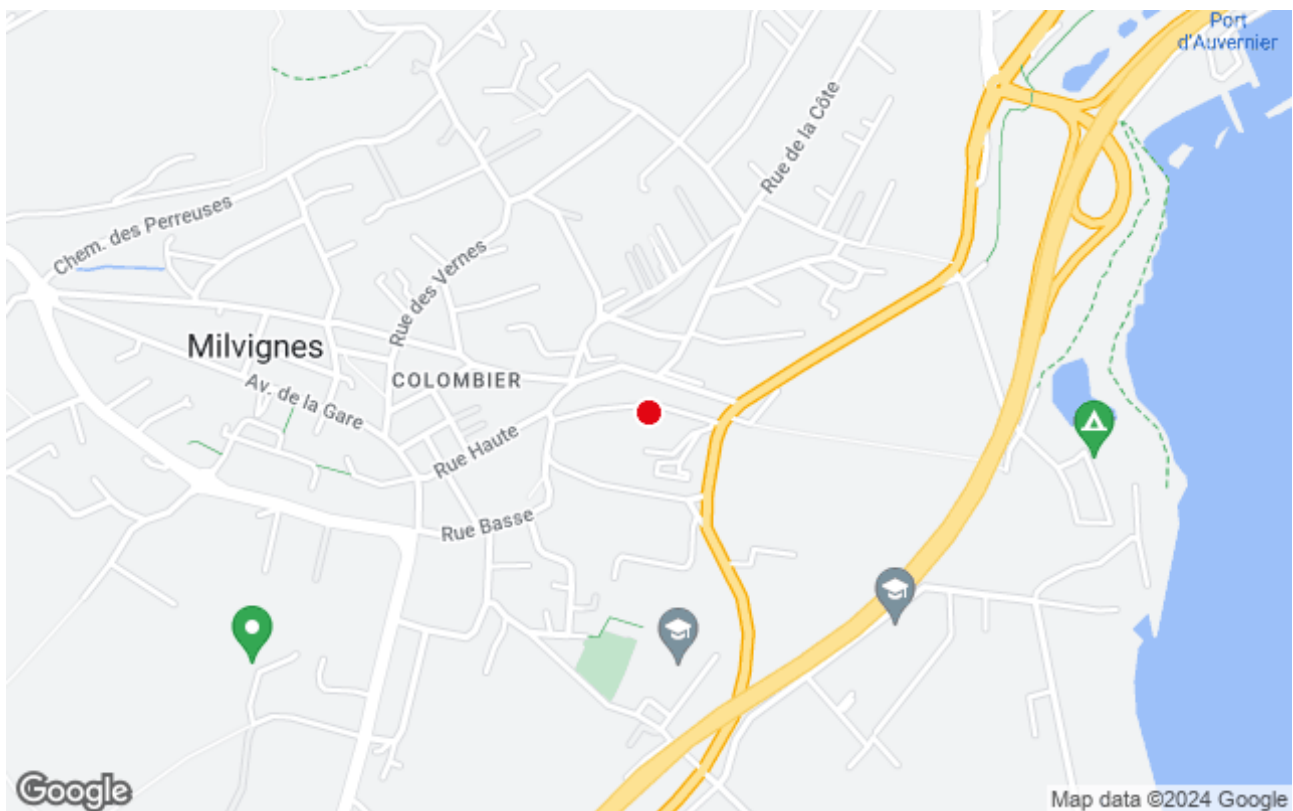 Port
d'Auvernier
Rue de la Côte
Chem. des Perreuses
Rue des Vernes
Milvignes
COLOMBIER
Av. de la Gare
Rue Haute
Rue Basse
Google
Map data ©2024 Google